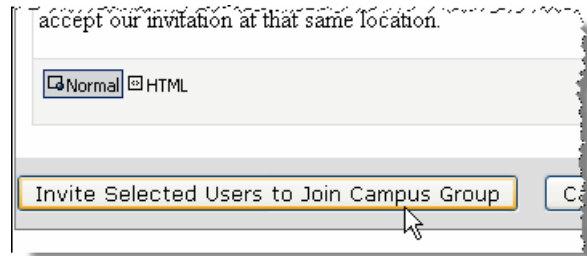 accept our invitation at that same location.
Normal HTML
Invite Selected Users to Join Campus Group